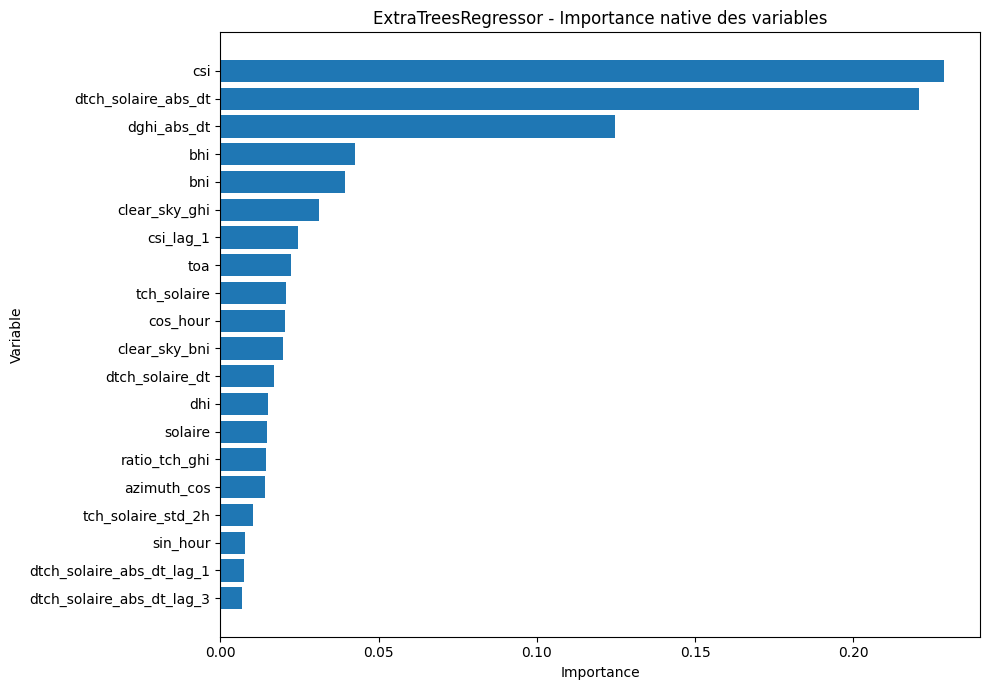 ExtraTreesRegressor - Importance native des variables
csi
dtch_solaire_abs_dt
dghi_abs_dt
bhi
bni
clear_sky_ghi
csi_lag_1
toa
tch_solaire
cos_hour
clear_sky_bni
dtch_solaire_dt
dhi
solaire
ratio_tch_ghi
azimuth_cos
tch_solaire_std_2h
sin_hour
dtch_solaire_abs_dt_lag_1
dtch_solaire_abs_dt_lag_3
Variable
0.00 0.05 0.10 0.15 0.20
Importance